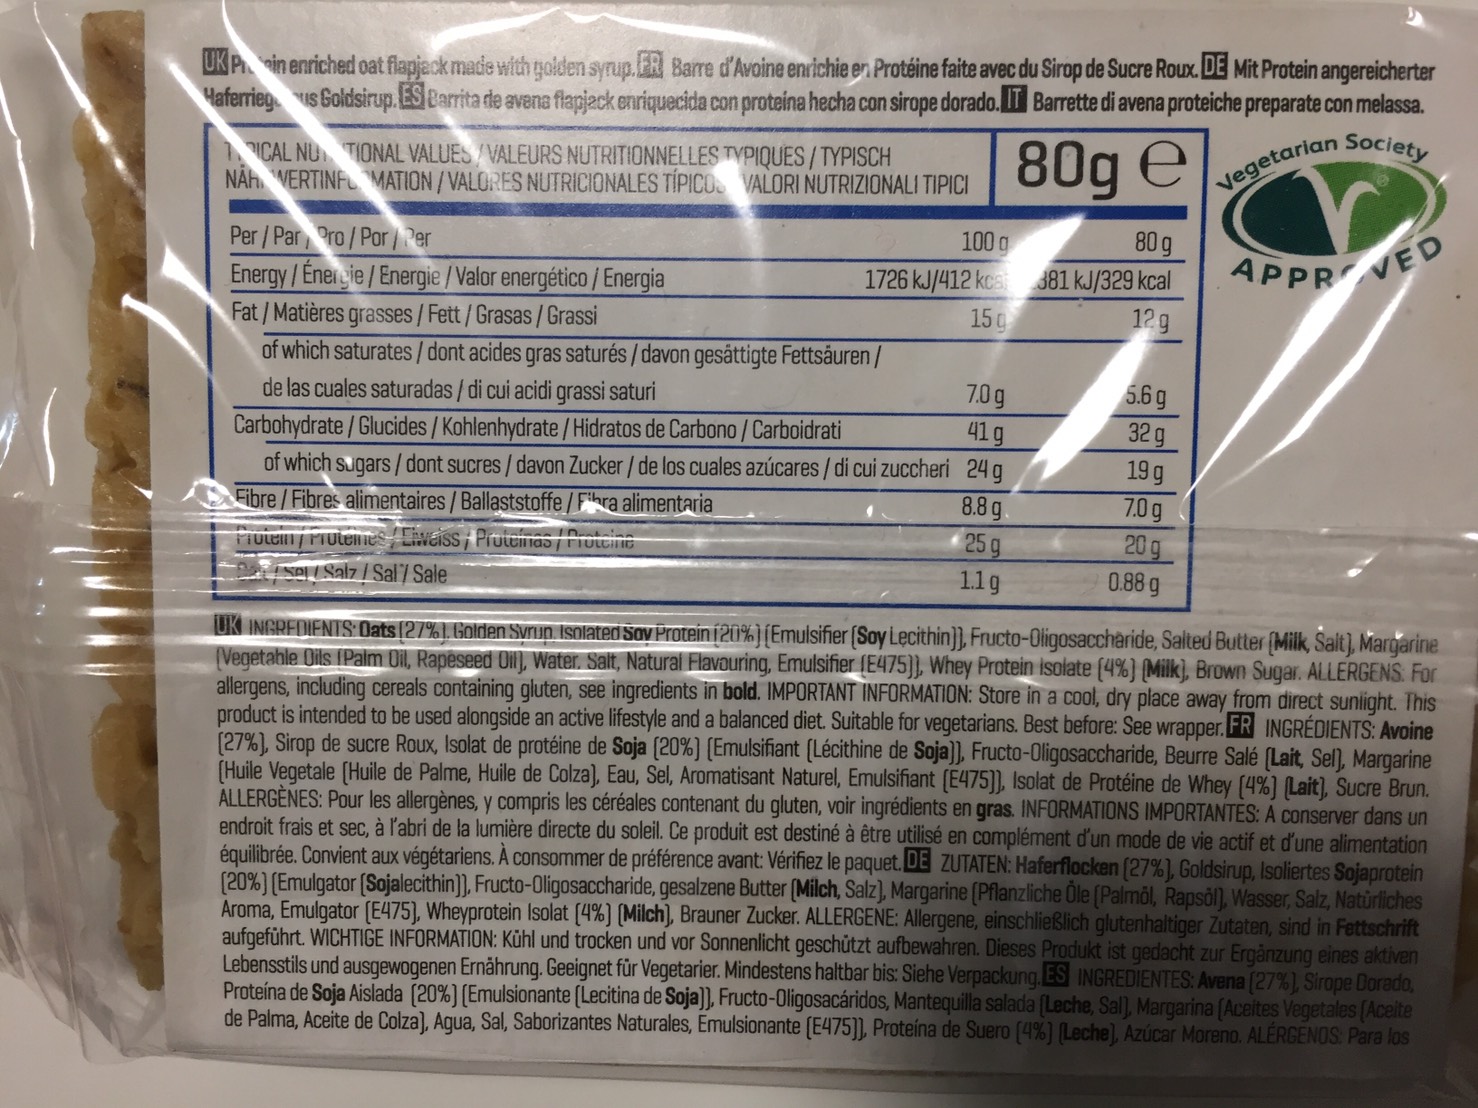 UK Protein enriched oat flapjack made with golden syrup. FR Barre d'Avoine enrichie en Protéine faite avec du Sirop de Sucre Roux. DE Mit Protein angereicherter
Haferriegel aus Goldsirup. ES Barrita de avena flapjack enriquecida con proteína hecha con sirope dorado. IT Barrette di avena proteiche preparate con melassa.
TYPICAL NUTRITIONAL VALUES / VALEURS NUTRITIONNELLES TYPIQUES / TYPISCH
NÄHRWERTINFORMATION / VALORES NUTRICIONALES TÍPICOS / VALORI NUTRIZIONALI TIPICI
80g e
Vegetarian Society
APPROVED
Per / Par / Pro / Por / Per 100 g 80 g
Energy / Énergie / Energie / Valor energético / Energia 1726 kJ/412 kcal 1381 kJ/329 kcal
Fat / Matières grasses / Fett / Grasas / Grassi 15 g 12 g
of which saturates / dont acides gras saturés / davon gesättigte Fettsäuren /
de las cuales saturadas / di cui acidi grassi saturi 7.0 g 5.6 g
Carbohydrate / Glucides / Kohlenhydrate / Hidratos de Carbono / Carboidrati 41 g 32 g
of which sugars / dont sucres / davon Zucker / de los cuales azúcares / di cui zuccheri 24 g 19 g
Fibre / Fibres alimentaires / Ballaststoffe / Fibra alimentaria 8.8 g 7.0 g
Protein / Protéines / Eiweiss / Proteínas / Proteine 25 g 20 g
Salt / Sel / Salz / Sal / Sale 1.1 g 0.88 g
UK INGREDIENTS: Oats (27%), Golden Syrup, Isolated Soy Protein (20%) (Emulsifier (Soy Lecithin)), Fructo-Oligosaccharide, Salted Butter (Milk, Salt), Margarine
(Vegetable Oils (Palm Oil, Rapeseed Oil), Water, Salt, Natural Flavouring, Emulsifier (E475)), Whey Protein Isolate (4%) (Milk), Brown Sugar. ALLERGENS: For
allergens, including cereals containing gluten, see ingredients in bold. IMPORTANT INFORMATION: Store in a cool, dry place away from direct sunlight. This
product is intended to be used alongside an active lifestyle and a balanced diet. Suitable for vegetarians. Best before: See wrapper. FR INGRÉDIENTS: Avoine
(27%), Sirop de sucre Roux, Isolat de protéine de Soja (20%) (Emulsifiant (Lécithine de Soja)), Fructo-Oligosaccharide, Beurre Salé (Lait, Sel), Margarine
(Huile Vegetale (Huile de Palme, Huile de Colza), Eau, Sel, Aromatisant Naturel, Emulsifiant (E475)), Isolat de Protéine de Whey (4%) (Lait), Sucre Brun.
ALLERGÈNES: Pour les allergènes, y compris les céréales contenant du gluten, voir ingrédients en gras. INFORMATIONS IMPORTANTES: A conserver dans un
endroit frais et sec, à l'abri de la lumière directe du soleil. Ce produit est destiné à être utilisé en complément d'un mode de vie actif et d'une alimentation
équilibrée. Convient aux végétariens. À consommer de préférence avant: Vérifiez le paquet. DE ZUTATEN: Haferflocken (27%), Goldsirup, Isoliertes Sojaprotein
(20%) (Emulgator (Sojalecithin)), Fructo-Oligosaccharide, gesalzene Butter (Milch, Salz), Margarine (Pflanzliche Öle (Palmöl, Rapsöl), Wasser, Salz, Natürliches
Aroma, Emulgator (E475), Wheyprotein Isolat (4%) (Milch), Brauner Zucker. ALLERGENE: Allergene, einschließlich glutenhaltiger Zutaten, sind in Fettschrift
aufgeführt. WICHTIGE INFORMATION: Kühl und trocken und vor Sonnenlicht geschützt aufbewahren. Dieses Produkt ist gedacht zur Ergänzung eines aktiven
Lebensstils und ausgewogenen Ernährung. Geeignet für Vegetarier. Mindestens haltbar bis: Siehe Verpackung. ES INGREDIENTES: Avena (27%), Sirope Dorado,
Proteína de Soja Aislada (20%) (Emulsionante (Lecitina de Soja)), Fructo-Oligosacáridos, Mantequilla salada (Leche, Sal), Margarina (Aceites Vegetales (Aceite
de Palma, Aceite de Colza), Agua, Sal, Saborizantes Naturales, Emulsionante (E475)), Proteína de Suero (4%) (Leche), Azúcar Moreno. ALÉRGENOS: Para los